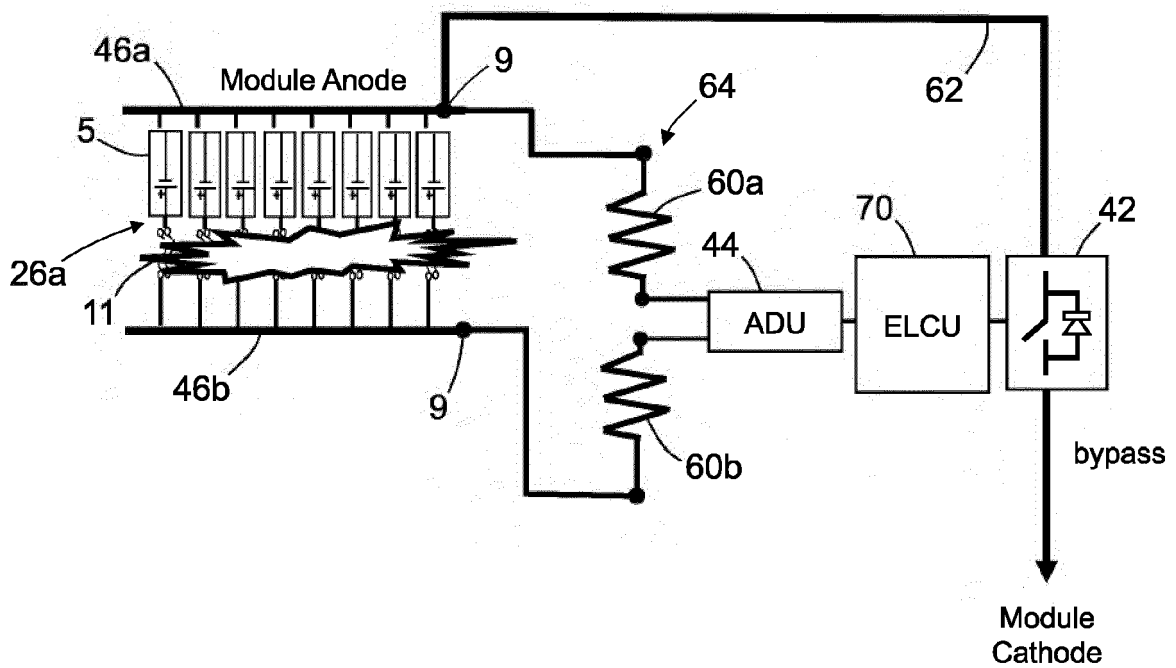 46a
Module Anode
9
64
62
5
60a
70
42
44
26a
11
ADU
ELCU
46b
9
60b
bypass
Module
Cathode